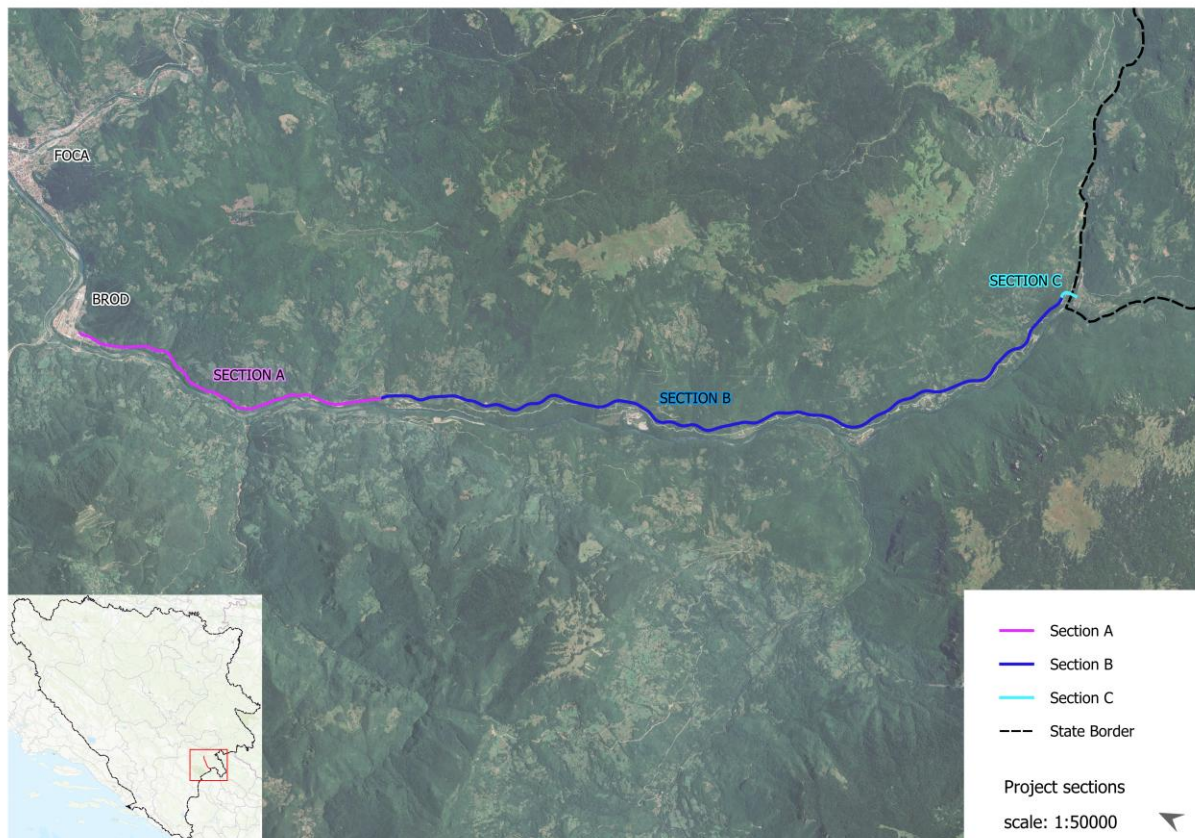 FOCA
BROD
SECTION A
SECTION B
SECTION C
Section A
Section B
Section C
State Border
Project sections
scale: 1:50000